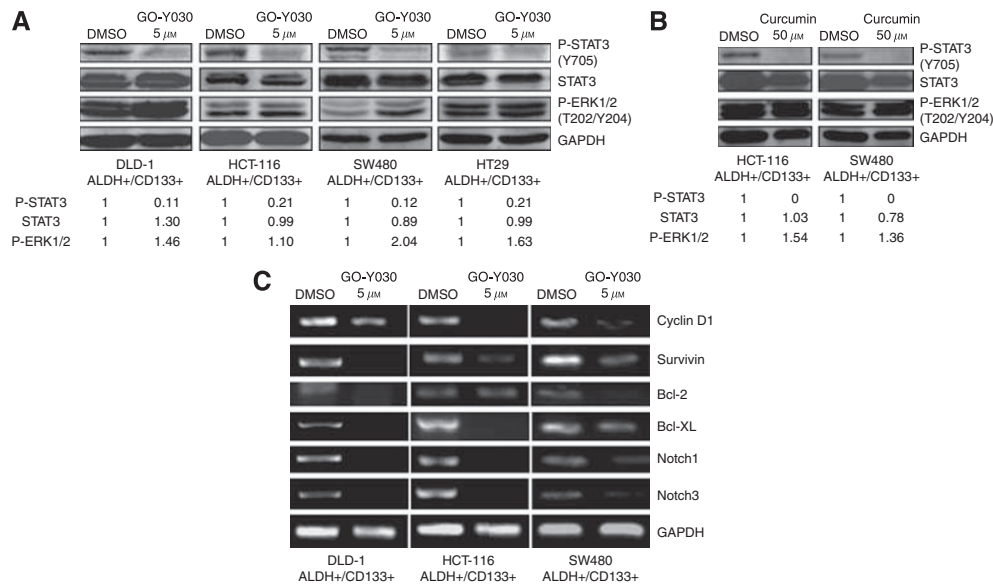 A
DMSO GO-Y030 5 μM DMSO GO-Y030 5 μM DMSO GO-Y030 5 μM DMSO GO-Y030 5 μM
P-STAT3 (Y705)
STAT3
P-ERK1/2 (T202/Y204)
GAPDH
DLD-1 HCT-116 SW480 HT29
ALDH+/CD133+ ALDH+/CD133+ ALDH+/CD133+ ALDH+/CD133+
P-STAT3 1 0.11 1 0.21 1 0.12 1 0.21
STAT3 1 1.30 1 0.99 1 0.89 1 0.99
P-ERK1/2 1 1.46 1 1.10 1 2.04 1 1.63
B
DMSO Curcumin 50 μM DMSO Curcumin 50 μM
P-STAT3 (Y705)
STAT3
P-ERK1/2 (T202/Y204)
GAPDH
HCT-116 SW480
ALDH+/CD133+ ALDH+/CD133+
P-STAT3 1 0 1 0
STAT3 1 1.03 1 0.78
P-ERK1/2 1 1.54 1 1.36
C
DMSO GO-Y030 5 μM DMSO GO-Y030 5 μM DMSO GO-Y030 5 μM
Cyclin D1
Survivin
Bcl-2
Bcl-XL
Notch1
Notch3
GAPDH
DLD-1 HCT-116 SW480
ALDH+/CD133+ ALDH+/CD133+ ALDH+/CD133+